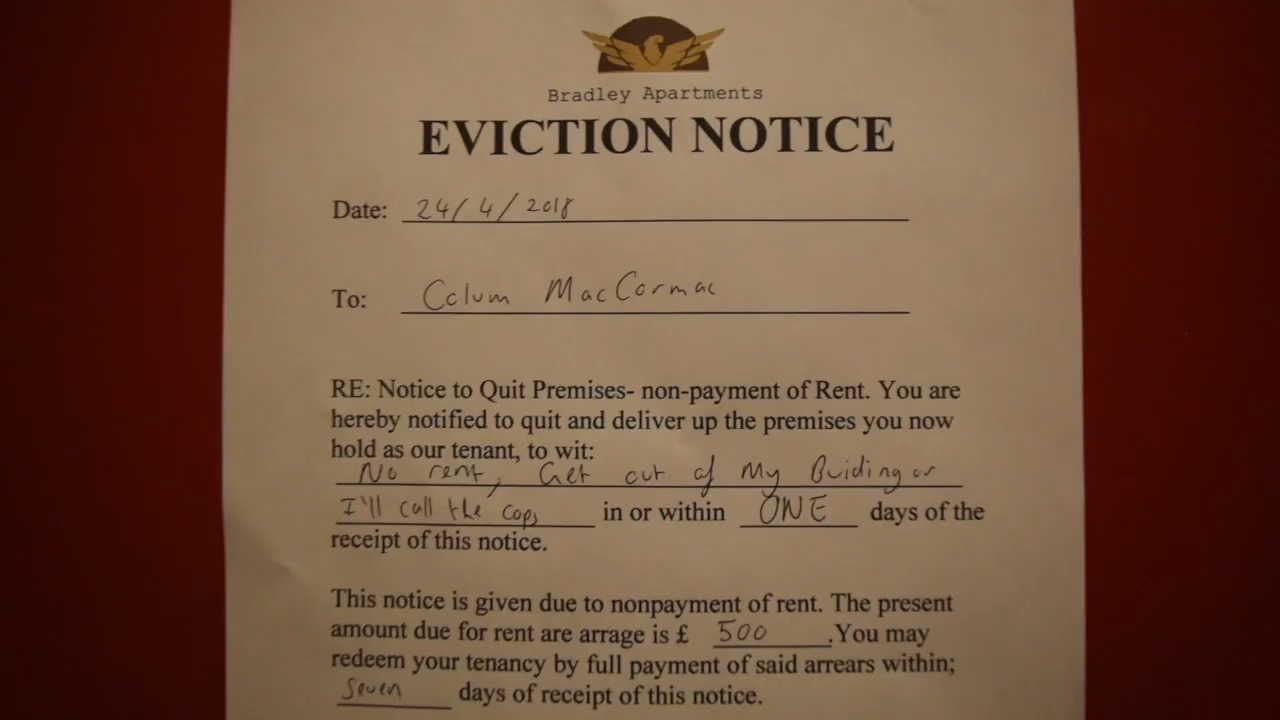 Bradley Apartments
EVICTION NOTICE
Date: 24/4/2018
To: Colum MacCormac
RE: Notice to Quit Premises- non-payment of Rent. You are
hereby notified to quit and deliver up the premises you now
hold as our tenant, to wit:
No rent, Get out of My Buiding or
I'll call the cops in or within ONE days of the
receipt of this notice.
This notice is given due to nonpayment of rent. The present
amount due for rent are arrage is £ 500 .You may
redeem your tenancy by full payment of said arrears within;
Seven days of receipt of this notice.